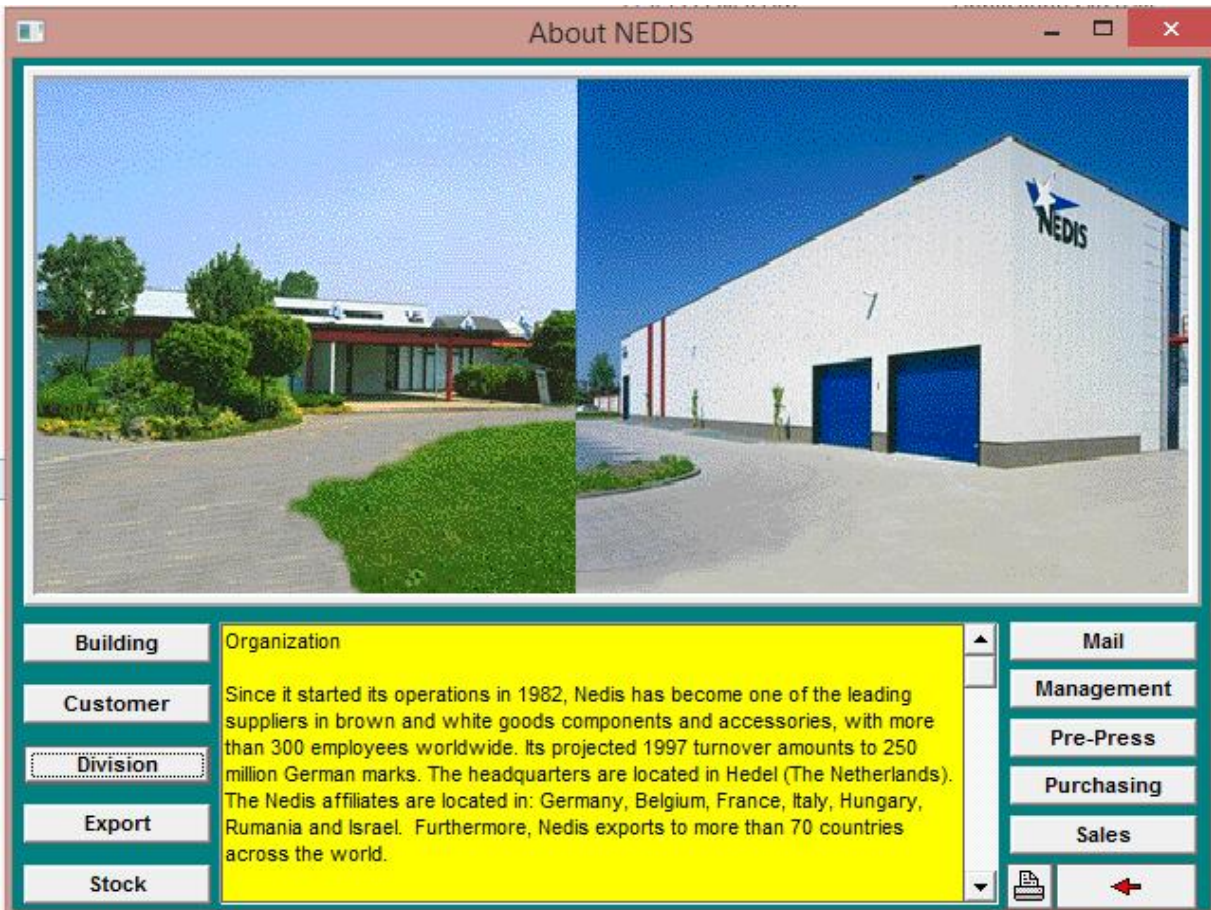 About NEDIS
NEDIS
Building
Customer
Division
Export
Stock
Organization
Since it started its operations in 1982, Nedis has become one of the leading
suppliers in brown and white goods components and accessories, with more
than 300 employees worldwide. Its projected 1997 turnover amounts to 250
million German marks. The headquarters are located in Hedel (The Netherlands).
The Nedis affiliates are located in: Germany, Belgium, France, Italy, Hungary,
Rumania and Israel.  Furthermore, Nedis exports to more than 70 countries
across the world.
Mail
Management
Pre-Press
Purchasing
Sales